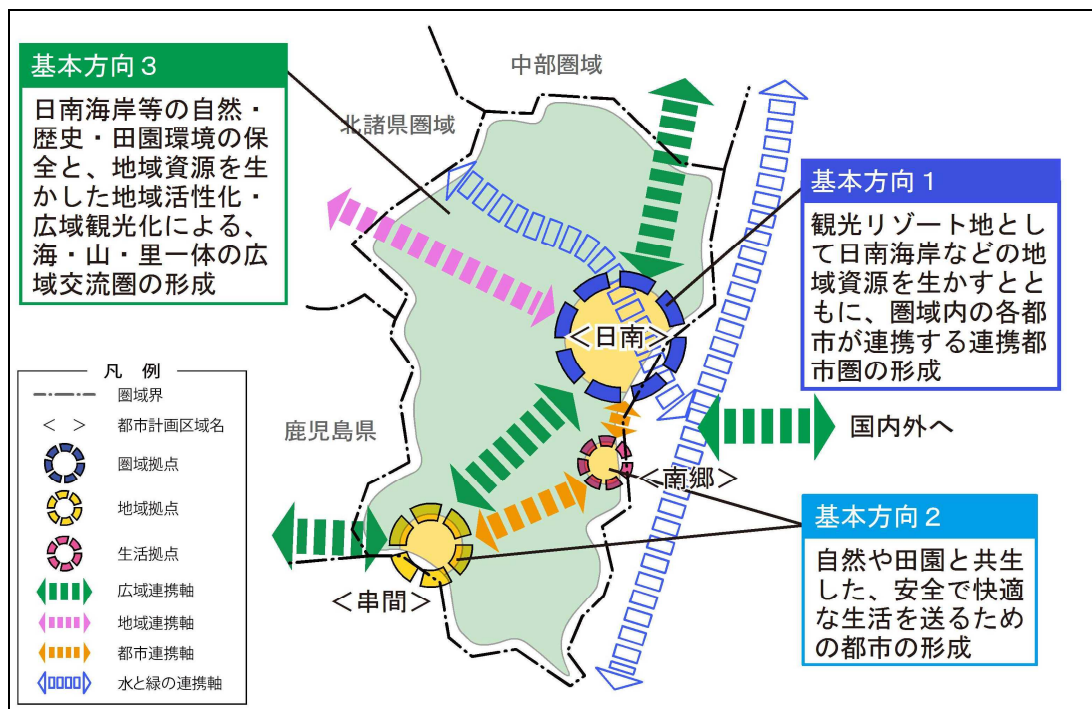 基本方向３
日南海岸等の自然・
歴史・田園環境の保
全と、地域資源を生
かした地域活性化・
広域観光化による、
海・山・里一体の広
域交流圏の形成
中部圏域
北諸県圏域
基本方向１
観光リゾート地とし
て日南海岸などの地
域資源を生かすとと
もに、圏域内の各都
市が連携する連携都
市圏の形成
＜日南＞
国内外へ
鹿児島県
＜南郷＞
基本方向２
自然や田園と共生
した、安全で快適
な生活を送るため
の都市の形成
＜串間＞
凡 例
圏域界
＜ ＞ 都市計画区域名
圏域拠点
地域拠点
生活拠点
広域連携軸
地域連携軸
都市連携軸
水と緑の連携軸